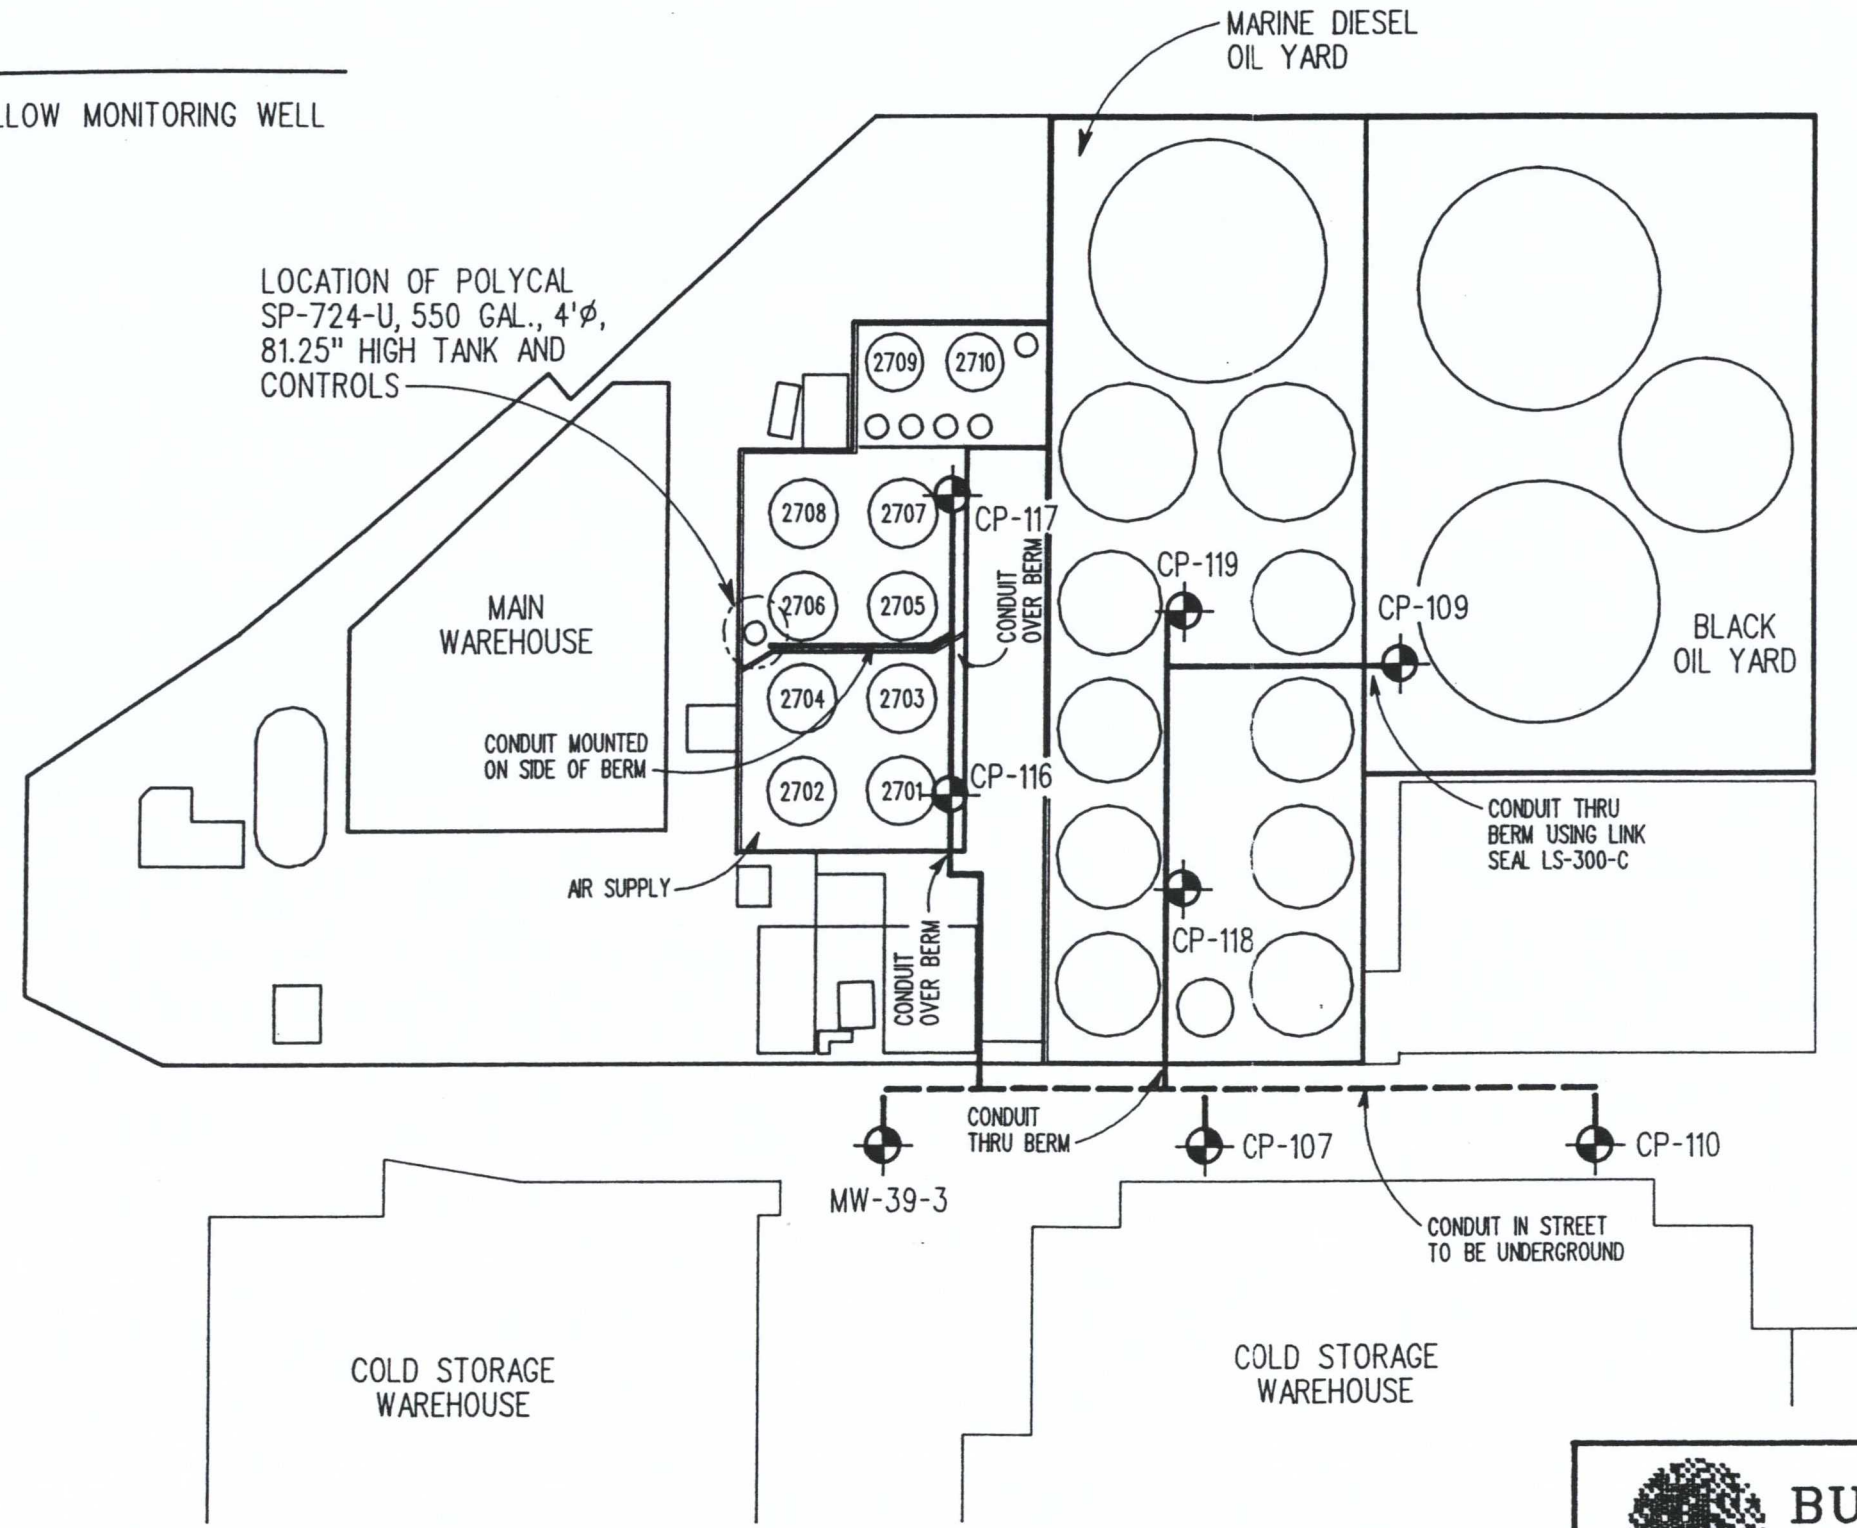 MARINE DIESEL
OIL YARD
LLOW MONITORING WELL
LOCATION OF POLYCAL
SP-724-U, 550 GAL., 4'Ø,
81.25" HIGH TANK AND
CONTROLS
2709
2710
2708
2707
CP-117
CONDUIT
OVER BERM
CP-119
CP-109
2706
2705
MAIN
WAREHOUSE
BLACK
OIL YARD
2704
2703
CONDUIT MOUNTED
ON SIDE OF BERM
CP-116
2702
2701
CONDUIT THRU
BERM USING LINK
SEAL LS-300-C
AIR SUPPLY
CONDUIT
OVER BERM
CP-118
CONDUIT
THRU BERM
CP-107
CP-110
MW-39-3
CONDUIT IN STREET
TO BE UNDERGROUND
COLD STORAGE
WAREHOUSE
COLD STORAGE
WAREHOUSE
BU